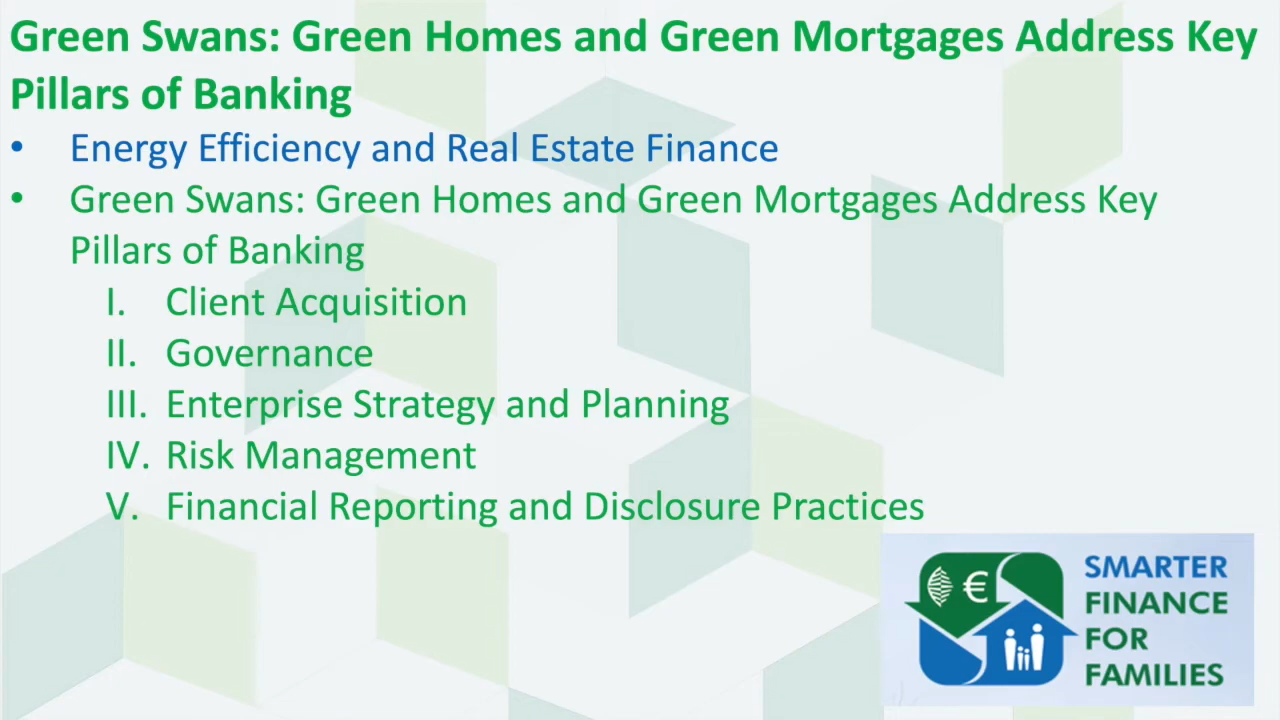 Green Swans: Green Homes and Green Mortgages Address Key
Pillars of Banking
• Energy Efficiency and Real Estate Finance
• Green Swans: Green Homes and Green Mortgages Address Key
Pillars of Banking
I. Client Acquisition
II. Governance
III. Enterprise Strategy and Planning
IV. Risk Management
V. Financial Reporting and Disclosure Practices
€
SMARTER
FINANCE
FOR
FAMILIES